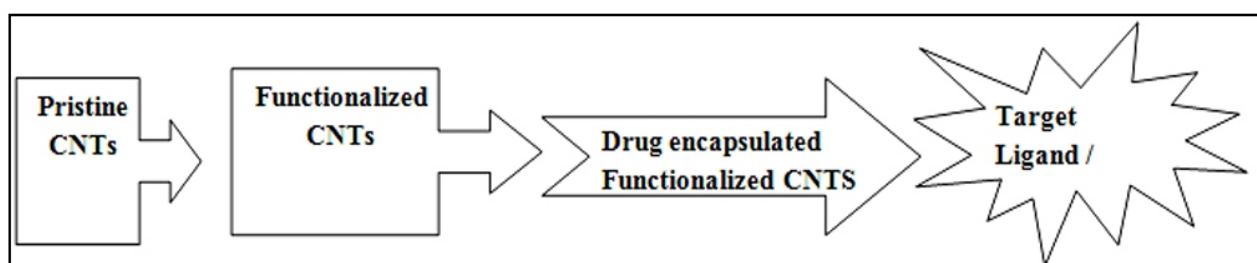 Pristine
CNTs
Functionalized
CNTs
Drug encapsulated
Functionalized CNTS
Target
Ligand /